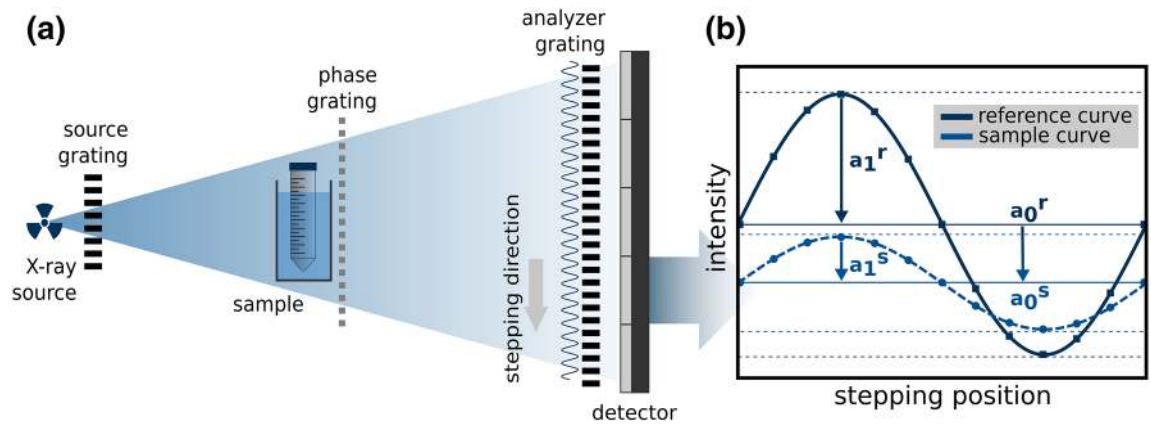 (a)
source
grating
X-ray
source
sample
phase
grating
analyzer
grating
stepping direction
detector
(b)
intensity
reference curve
sample curve
a₁ʳ
a₀ʳ
a₁ˢ
a₀ˢ
stepping position